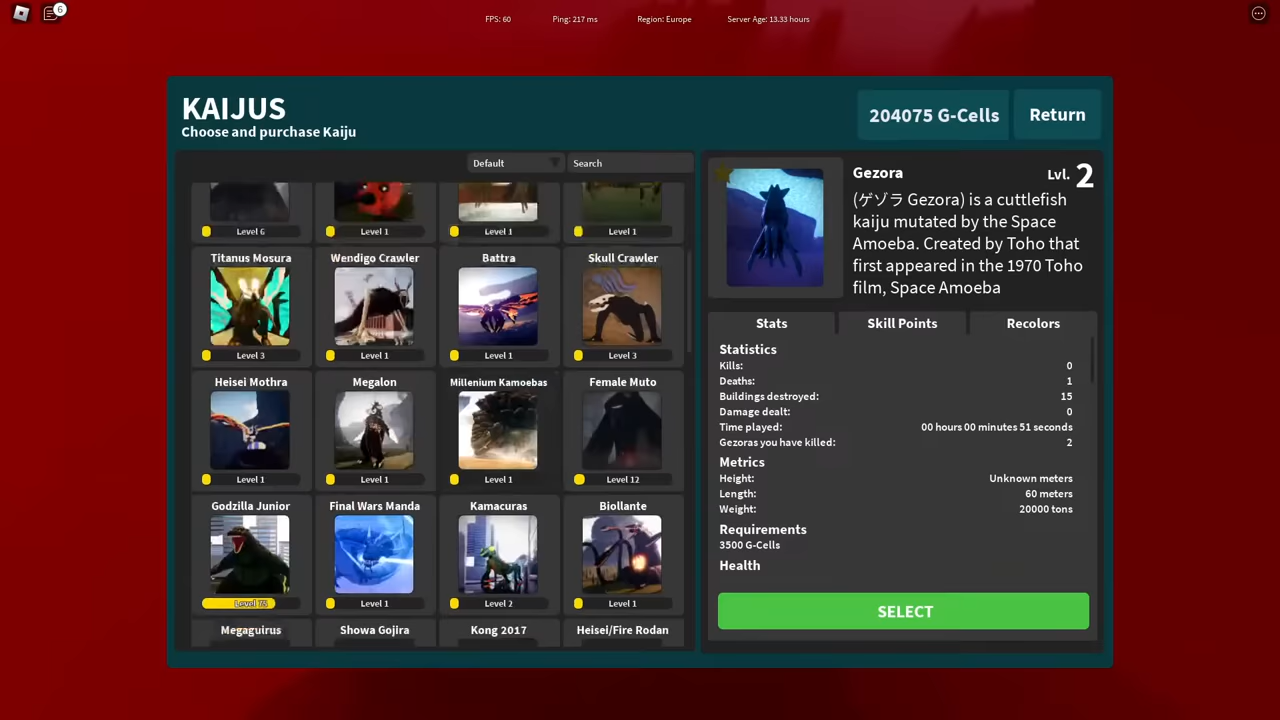 6
FPS: 60
Ping: 217 ms
Region: Europe
Server Age: 13.33 hours
KAIJUS
Choose and purchase Kaiju
204075 G-Cells
Return
Default
Search
Level 6
Level 1
Level 1
Level 1
Titanus Mosura
Wendigo Crawler
Battra
Skull Crawler
Level 3
Level 1
Level 1
Level 3
Heisei Mothra
Megalon
Millenium Kamoebas
Female Muto
Level 1
Level 1
Level 1
Level 12
Godzilla Junior
Final Wars Manda
Kamacuras
Biollante
Level 75
Level 1
Level 2
Level 1
Megaguirus
Showa Gojira
Kong 2017
Heisei/Fire Rodan
Gezora
Lvl. 2
(ゲゾラ Gezora) is a cuttlefish
kaiju mutated by the Space
Amoeba. Created by Toho that
first appeared in the 1970 Toho
film, Space Amoeba
Stats
Skill Points
Recolors
Statistics
Kills: 0
Deaths: 1
Buildings destroyed: 15
Damage dealt: 0
Time played: 00 hours 00 minutes 51 seconds
Gezoras you have killed: 2
Metrics
Height: Unknown meters
Length: 60 meters
Weight: 20000 tons
Requirements
3500 G-Cells
Health
SELECT